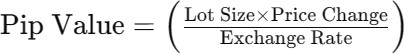 Pip Value = (Lot Size×Price Change / Exchange Rate)